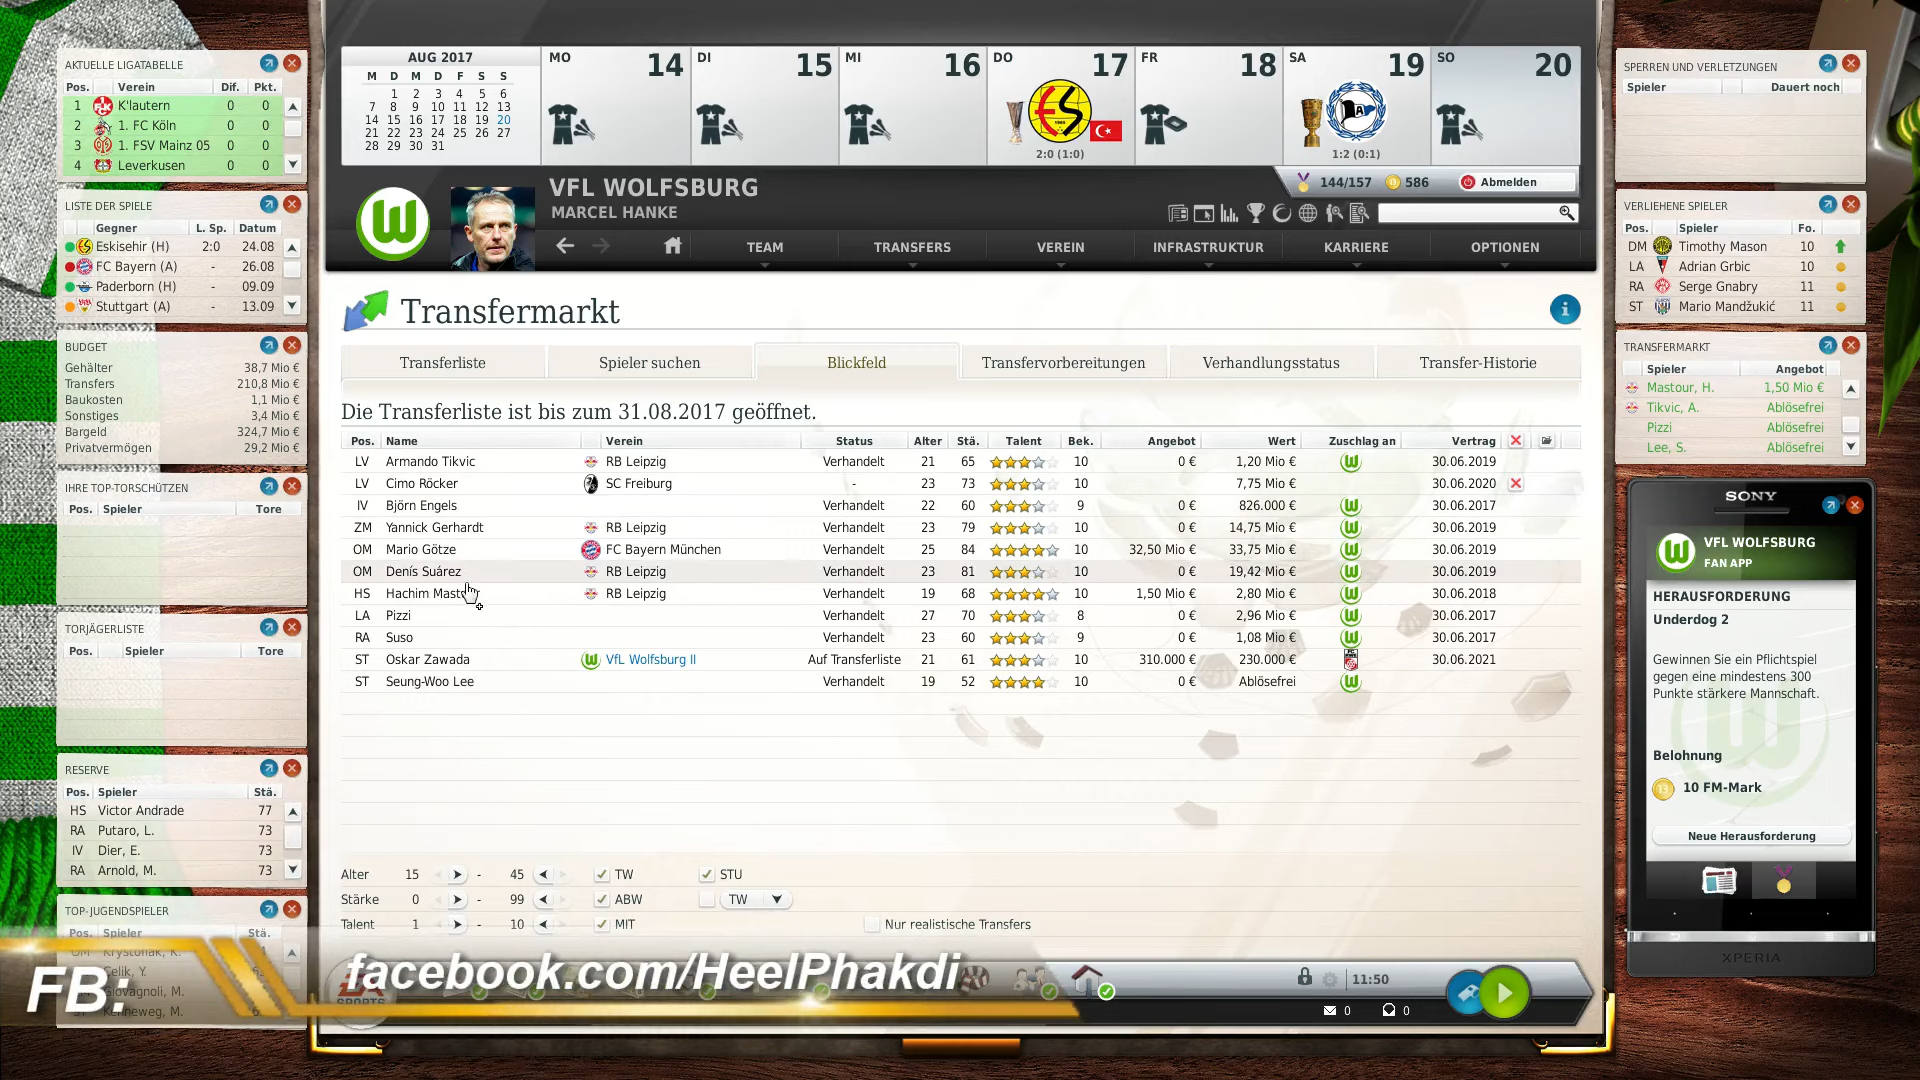 AKTUELLE LIGATABELLE
Pos. Verein Dif. Pkt.
1 K'lautern 0 0
2 1. FC Köln 0 0
3 1. FSV Mainz 05 0 0
4 Leverkusen 0 0
LISTE DER SPIELE
Gegner L. Sp. Datum
Eskisehir (H) 2:0 24.08
FC Bayern (A) - 26.08
Paderborn (H) - 09.09
Stuttgart (A) - 13.09
BUDGET
Gehälter 38,7 Mio €
Transfers 210,8 Mio €
Baukosten 1,1 Mio €
Sonstiges 3,4 Mio €
Bargeld 324,7 Mio €
Privatvermögen 29,2 Mio €
IHRE TOP-TORSCHÜTZEN
Pos. Spieler Tore
TORJÄGERLISTE
Pos. Spieler Tore
RESERVE
Pos. Spieler Stä.
HS Victor Andrade 77
RA Putaro, L. 73
IV Dier, E. 73
RA Arnold, M. 73
TOP-JUGENDSPIELER
Pos. Spieler Stä.
Celik, Y.
AUG 2017
M D M D F S S
1 2 3 4 5 6
7 8 9 10 11 12 13
14 15 16 17 18 19 20
21 22 23 24 25 26 27
28 29 30 31
MO 14
DI 15
MI 16
DO 17
2:0 (1:0)
FR 18
SA 19
1:2 (0:1)
SO 20
VFL WOLFSBURG
MARCEL HANKE
144/157 586 Abmelden
TEAM TRANSFERS VEREIN INFRASTRUKTUR KARRIERE OPTIONEN
Transfermarkt
Transferliste Spieler suchen Blickfeld Transfervorbereitungen Verhandlungsstatus Transfer-Historie
Die Transferliste ist bis zum 31.08.2017 geöffnet.
Pos. Name Verein Status Alter Stä. Talent Bek. Angebot Wert Zuschlag an Vertrag
LV Armando Tikvic RB Leipzig Verhandelt 21 65 10 0 € 1,20 Mio € 30.06.2019
LV Cimo Röcker SC Freiburg - 23 73 10 7,75 Mio € 30.06.2020
IV Björn Engels Verhandelt 22 60 9 0 € 826.000 € 30.06.2017
ZM Yannick Gerhardt RB Leipzig Verhandelt 23 79 10 0 € 14,75 Mio € 30.06.2019
OM Mario Götze FC Bayern München Verhandelt 25 84 10 32,50 Mio € 33,75 Mio € 30.06.2019
OM Denís Suárez RB Leipzig Verhandelt 23 81 10 0 € 19,42 Mio € 30.06.2019
HS Hachim RB Leipzig Verhandelt 19 68 10 1,50 Mio € 2,80 Mio € 30.06.2018
LA Pizzi Verhandelt 27 70 8 0 € 2,96 Mio € 30.06.2017
RA Suso Verhandelt 23 60 9 0 € 1,08 Mio € 30.06.2017
ST Oskar Zawada VfL Wolfsburg II Auf Transferliste 21 61 10 310.000 € 230.000 € 30.06.2021
ST Seung-Woo Lee Verhandelt 19 52 10 0 € Ablösefrei
Alter 15 - 45 TW STU
Stärke 0 - 99 ABW TW
Talent 1 - 10 MIT Nur realistische Transfers
FB: facebook.com/HeelPhakdi
11:50
0 0
SPERREN UND VERLETZUNGEN
Spieler Dauert noch
VERLIEHENE SPIELER
Pos. Spieler Fo.
DM Timothy Mason 10
LA Adrian Grbic 10
RA Serge Gnabry 11
ST Mario Mandžukić 11
TRANSFERMARKT
Spieler Angebot
Mastour, H. 1,50 Mio €
Tikvic, A. Ablösefrei
Pizzi Ablösefrei
Lee, S. Ablösefrei
SONY
VFL WOLFSBURG
FAN APP
HERAUSFORDERUNG
Underdog 2
Gewinnen Sie ein Pflichtspiel
gegen eine mindestens 300
Punkte stärkere Mannschaft.
Belohnung
10 FM-Mark
Neue Herausforderung
XPERIA